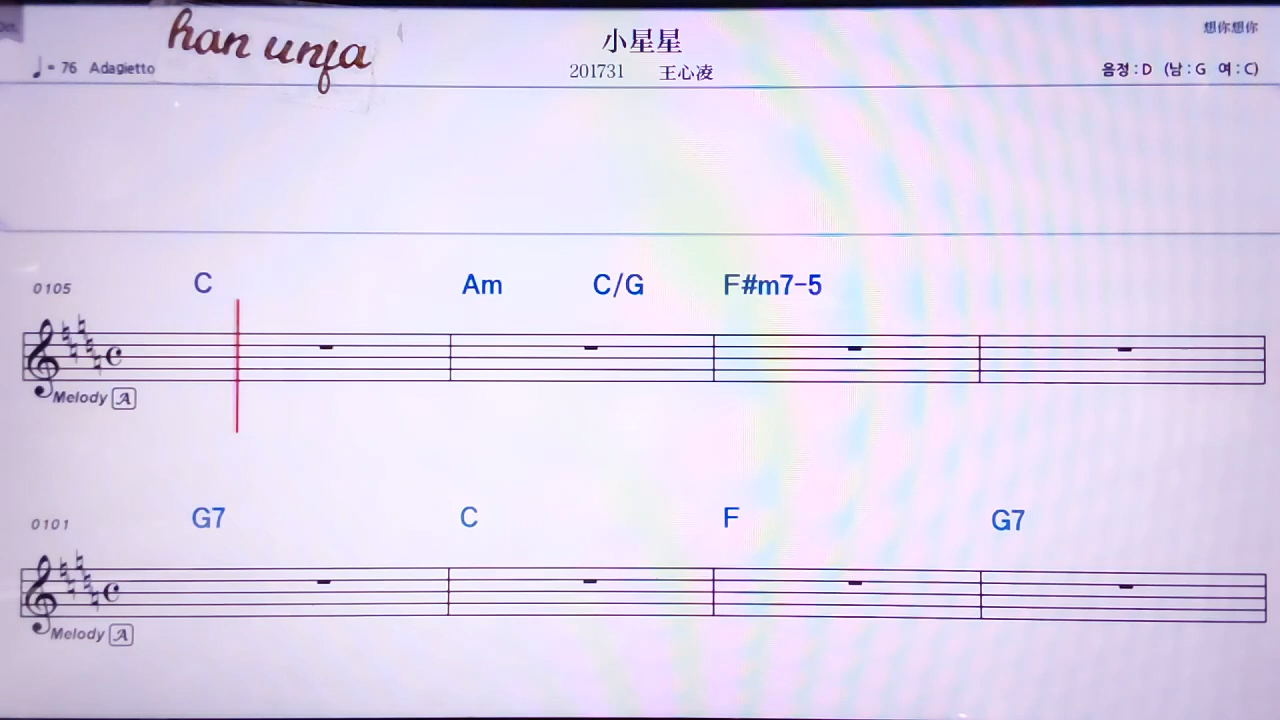 han unfa
小星星
想你想你
♩= 76 Adagietto
201731 王心凌
음정 : D (남 : G 여 : C)
0105 C Am C/G F#m7-5
Melody A
0101 G7 C F G7
Melody A